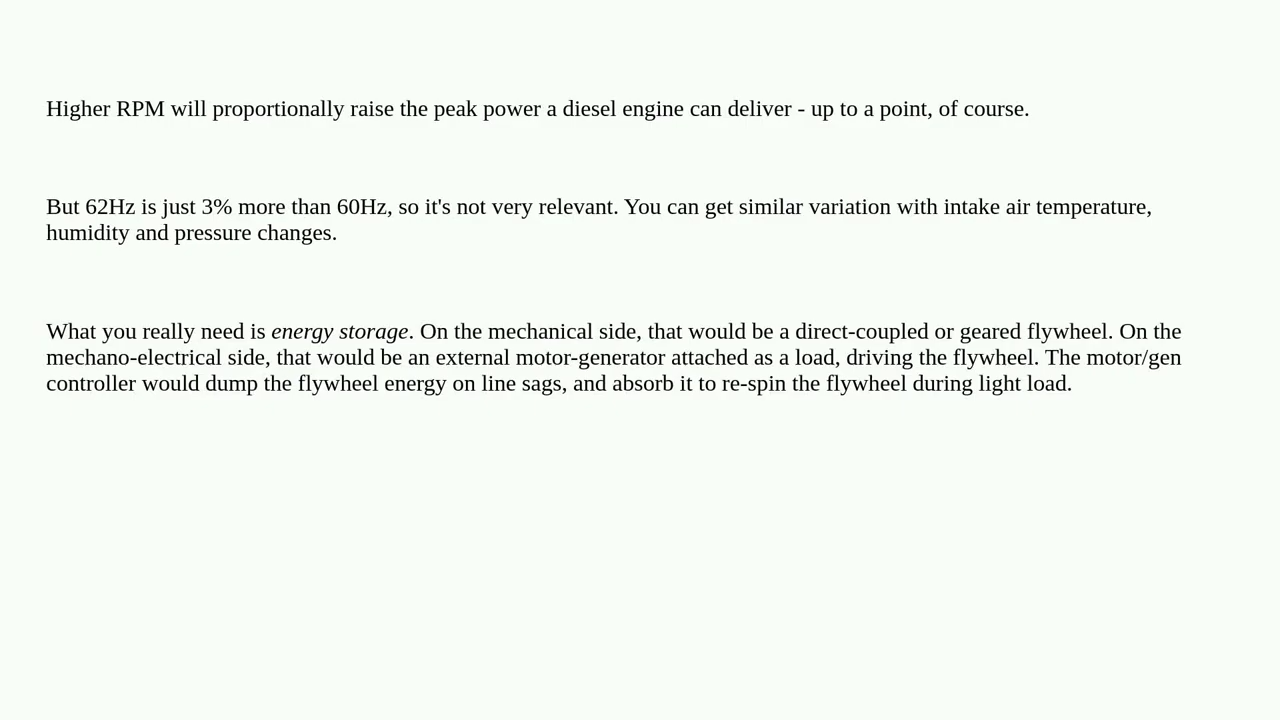 Higher RPM will proportionally raise the peak power a diesel engine can deliver - up to a point, of course.
But 62Hz is just 3% more than 60Hz, so it's not very relevant. You can get similar variation with intake air temperature,
humidity and pressure changes.
What you really need is energy storage. On the mechanical side, that would be a direct-coupled or geared flywheel. On the
mechano-electrical side, that would be an external motor-generator attached as a load, driving the flywheel. The motor/gen
controller would dump the flywheel energy on line sags, and absorb it to re-spin the flywheel during light load.